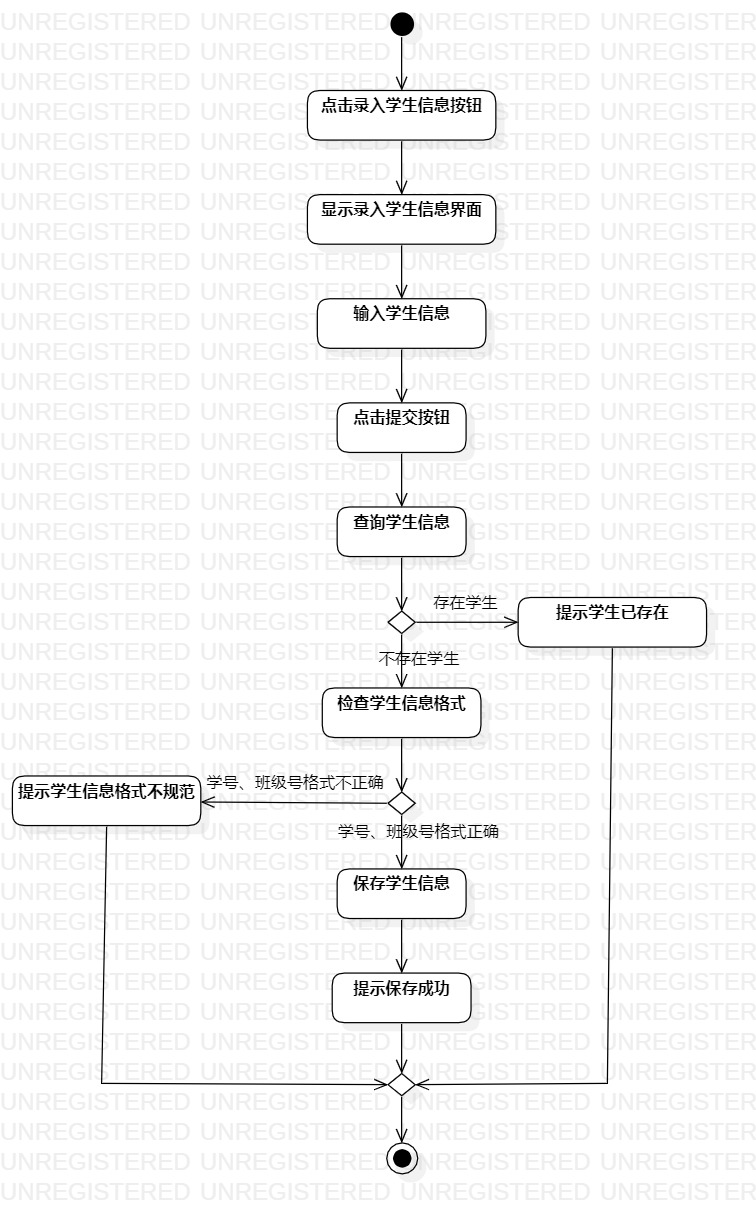 点击录入学生信息按钮
显示录入学生信息界面
输入学生信息
点击提交按钮
查询学生信息
存在学生
提示学生已存在
不存在学生
检查学生信息格式
学号、班级号格式不正确
提示学生信息格式不规范
学号、班级号格式正确
保存学生信息
提示保存成功
UNREGISTERED UNREGISTERED UNREGISTERED UNREGISTERED